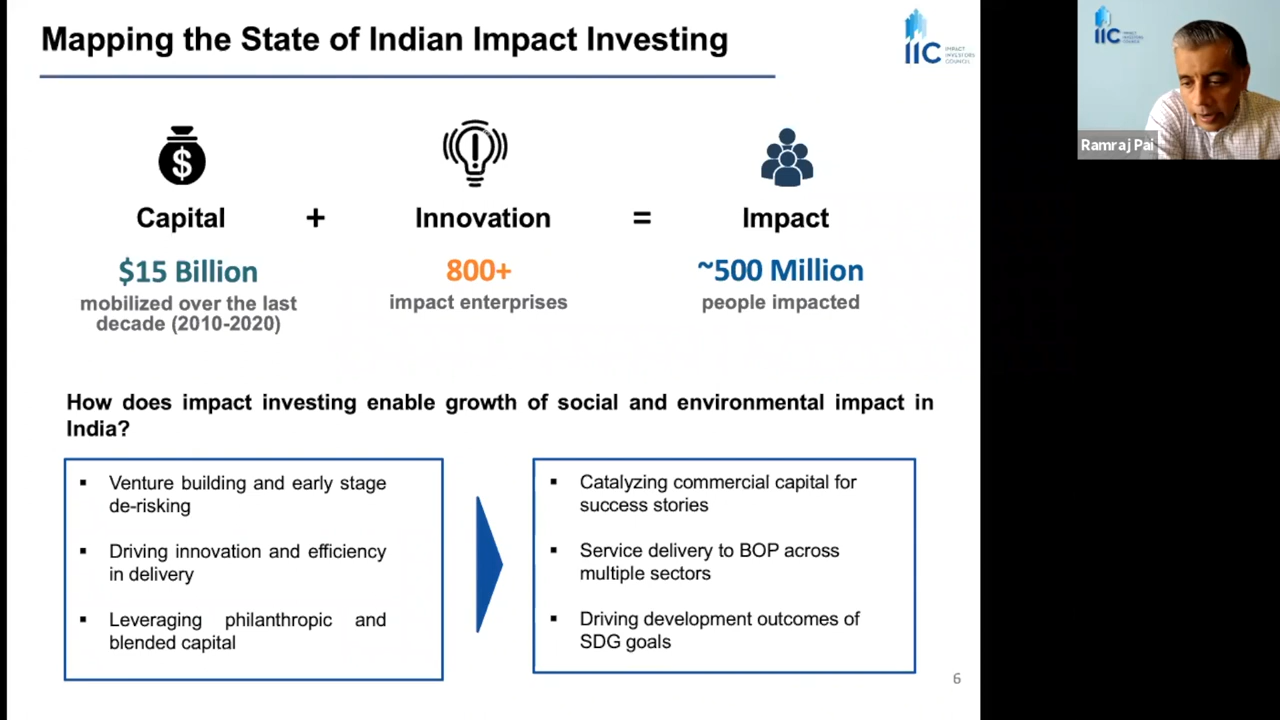 Mapping the State of Indian Impact Investing
IIC
IMPACT
INVESTORS
COUNCIL
IIC
Ramraj Pai
$
Capital + Innovation = Impact
$15 Billion
mobilized over the last
decade (2010-2020)
800+
impact enterprises
~500 Million
people impacted
How does impact investing enable growth of social and environmental impact in
India?
▪ Venture building and early stage
de-risking
▪ Driving innovation and efficiency
in delivery
▪ Leveraging philanthropic and
blended capital
▪ Catalyzing commercial capital for
success stories
▪ Service delivery to BOP across
multiple sectors
▪ Driving development outcomes of
SDG goals
6